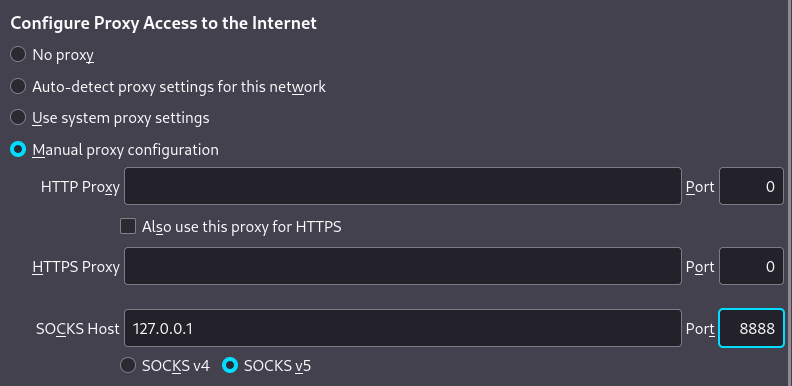 Configure Proxy Access to the Internet
No proxy
Auto-detect proxy settings for this network
Use system proxy settings
Manual proxy configuration
HTTP Proxy Port 0
Also use this proxy for HTTPS
HTTPS Proxy Port 0
SOCKS Host 127.0.0.1 Port 8888
SOCKS v4 SOCKS v5